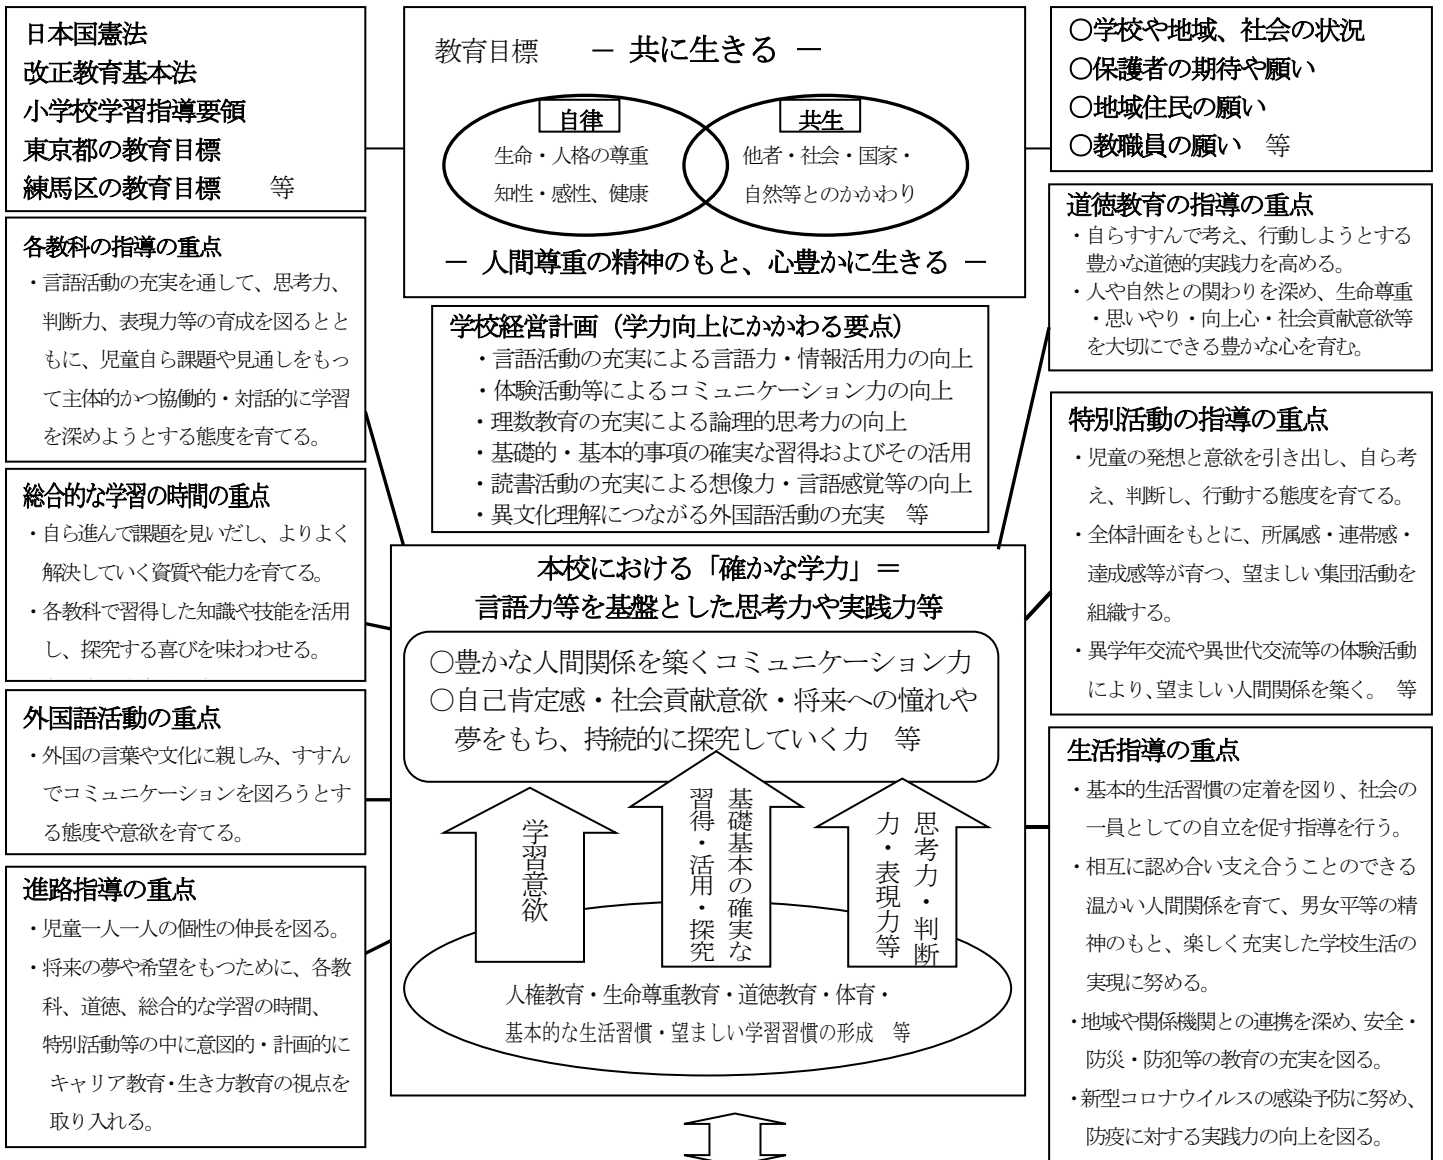 日本国憲法
改正教育基本法
小学校学習指導要領
東京都の教育目標
練馬区の教育目標　等
教育目標　－ 共に生きる －
自律
生命・人格の尊重
知性・感性、健康
共生
他者・社会・国家・
自然等とのかかわり
－ 人間尊重の精神のもと、心豊かに生きる －
○学校や地域、社会の状況
○保護者の期待や願い
○地域住民の願い
○教職員の願い　等
各教科の指導の重点
・言語活動の充実を通して、思考力、
判断力、表現力等の育成を図るとと
もに、児童自ら課題や見通しをもっ
て主体的かつ協働的・対話的に学習
を深めようとする態度を育てる。
総合的な学習の時間の重点
・自ら進んで課題を見いだし、よりよく
解決していく資質や能力を育てる。
・各教科で習得した知識や技能を活用
し、探究する喜びを味わわせる。
外国語活動の重点
・外国の言葉や文化に親しみ、すすん
でコミュニケーションを図ろうとす
る態度や意欲を育てる。
進路指導の重点
・児童一人一人の個性の伸長を図る。
・将来の夢や希望をもつために、各教
科、道徳、総合的な学習の時間、
特別活動等の中に意図的・計画的に
キャリア教育・生き方教育の視点を
取り入れる。
学校経営計画（学力向上にかかわる要点）
・言語活動の充実による言語力・情報活用力の向上
・体験活動等によるコミュニケーション力の向上
・理数教育の充実による論理的思考力の向上
・基礎的・基本的事項の確実な習得およびその活用
・読書活動の充実による想像力・言語感覚等の向上
・異文化理解につながる外国語活動の充実　等
本校における「確かな学力」＝
言語力等を基盤とした思考力や実践力等
○豊かな人間関係を築くコミュニケーション力
○自己肯定感・社会貢献意欲・将来への憧れや
夢をもち、持続的に探究していく力　等
学習意欲
基礎基本の確実な
習得・活用・探究
思考力・判断
力・表現力等
人権教育・生命尊重教育・道徳教育・体育・
基本的な生活習慣・望ましい学習習慣の形成　等
道徳教育の指導の重点
・自らすすんで考え、行動しようとする
豊かな道徳的実践力を高める。
・人や自然との関わりを深め、生命尊重
・思いやり・向上心・社会貢献意欲等
を大切にできる豊かな心を育む。
特別活動の指導の重点
・児童の発想と意欲を引き出し、自ら考
え、判断し、行動する態度を育てる。
・全体計画をもとに、所属感・連帯感・
達成感等が育つ、望ましい集団活動を
組織する。
・異学年交流や異世代交流等の体験活動
により、望ましい人間関係を築く。　等
生活指導の重点
・基本的生活習慣の定着を図り、社会の
一員としての自立を促す指導を行う。
・相互に認め合い支え合うことのできる
温かい人間関係を育て、男女平等の精
神のもと、楽しく充実した学校生活の
実現に努める。
・地域や関係機関との連携を深め、安全・
防災・防犯等の教育の充実を図る。
・新型コロナウイルスの感染予防に努め、
防疫に対する実践力の向上を図る。